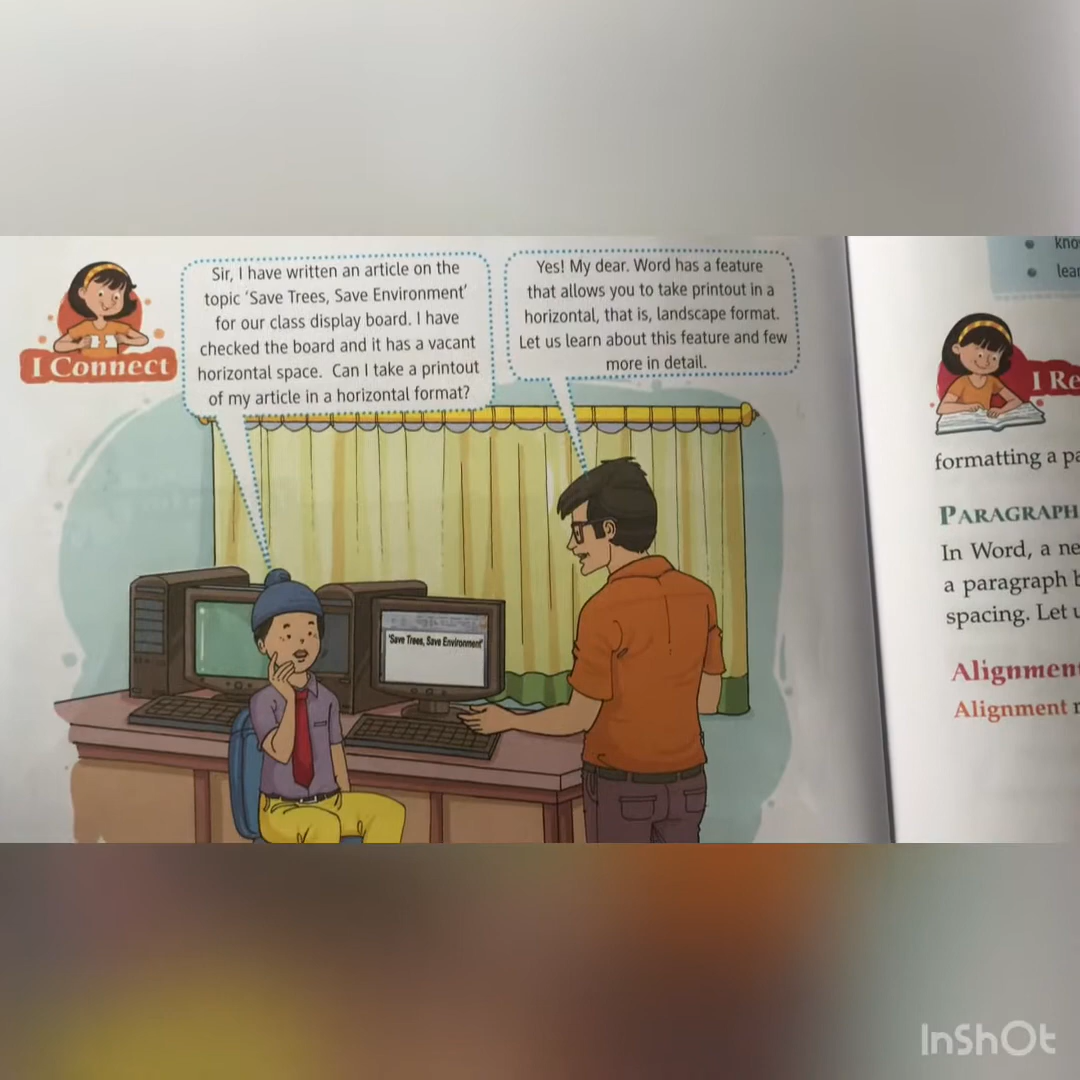 I Connect
Sir, I have written an article on the
topic ‘Save Trees, Save Environment’
for our class display board. I have
checked the board and it has a vacant
horizontal space. Can I take a printout
of my article in a horizontal format?
Yes! My dear. Word has a feature
that allows you to take printout in a
horizontal, that is, landscape format.
Let us learn about this feature and few
more in detail.
'Save Trees, Save Environment'
I Re
formatting a pa
PARAGRAPH
In Word, a ne
a paragraph b
spacing. Let u
Alignment
Alignment
InShOt